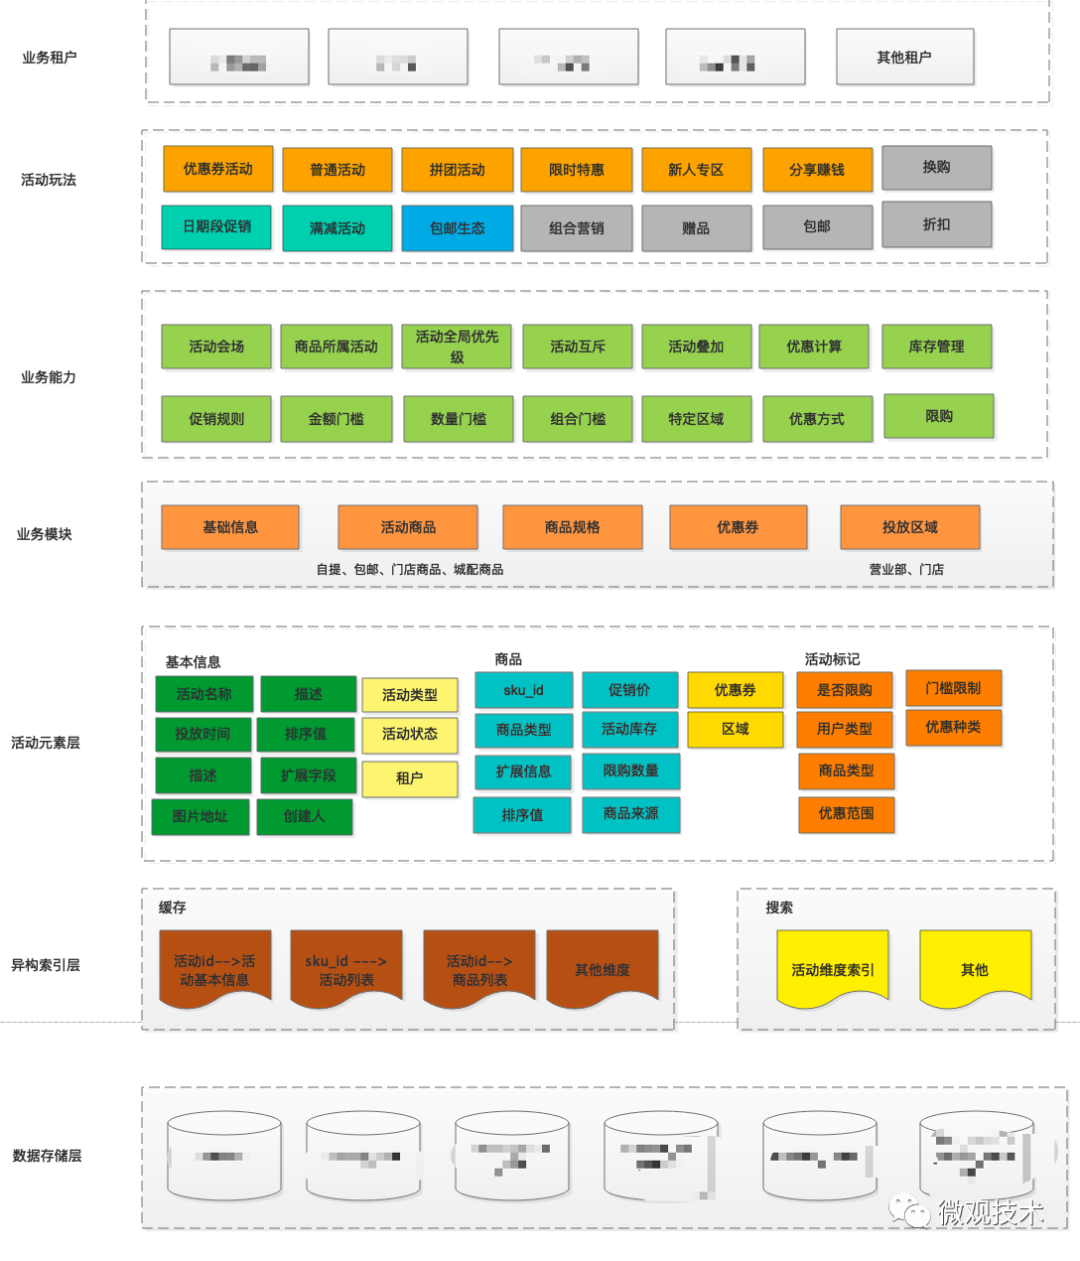 业务租户
其他租户
活动玩法
优惠券活动
普通活动
拼团活动
限时特惠
新人专区
分享赚钱
换购
日期段促销
满减活动
包邮生态
组合营销
赠品
包邮
折扣
业务能力
活动会场
商品所属活动
活动全局优先
级
活动互斥
活动叠加
优惠计算
库存管理
促销规则
金额门槛
数量门槛
组合门槛
特定区域
优惠方式
限购
业务模块
基础信息
活动商品
商品规格
优惠券
投放区域
自提、包邮、门店商品、城配商品
营业部、门店
活动元素层
基本信息
活动名称
描述
活动类型
投放时间
排序值
活动状态
描述
扩展字段
租户
图片地址
创建人
商品
sku_id
促销价
优惠券
商品类型
活动库存
区域
扩展信息
限购数量
排序值
商品来源
活动标记
是否限购
门槛限制
用户类型
优惠种类
商品类型
优惠范围
异构索引层
缓存
活动id-->活
动基本信息
sku_id --->
活动列表
活动id-->
商品列表
其他维度
搜索
活动维度索引
其他
数据存储层
微观技术